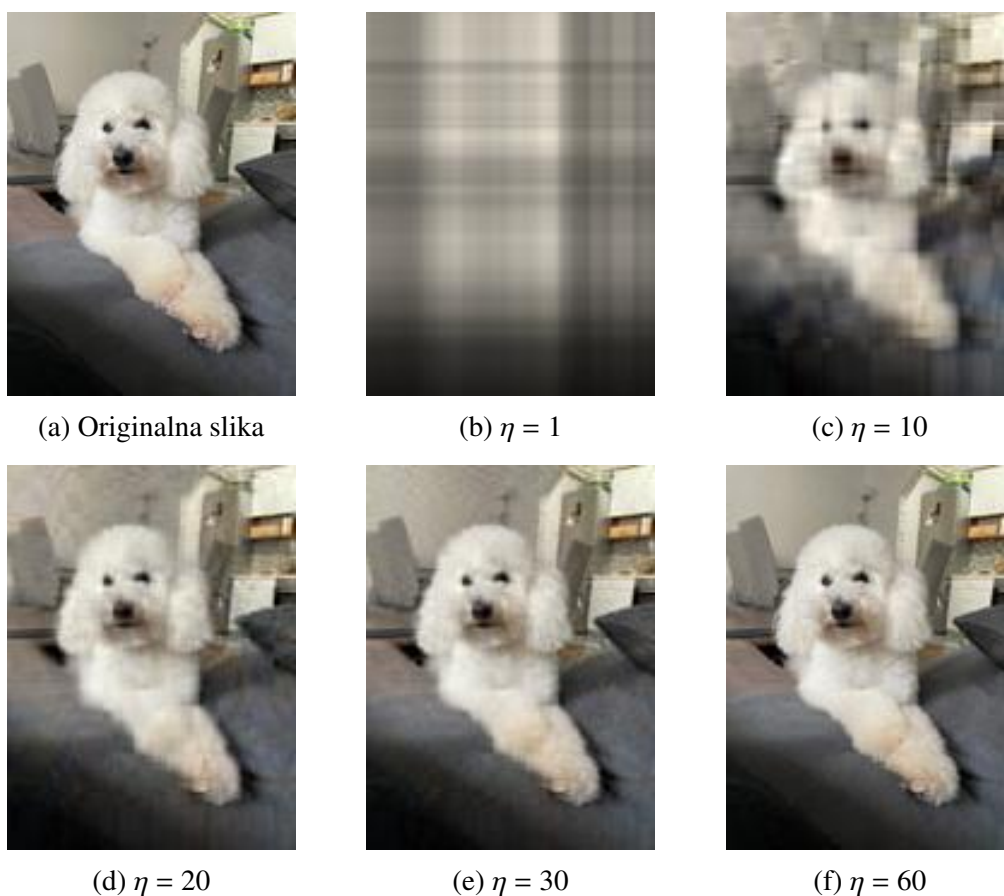 (a) Originalna slika
(b) η = 1
(c) η = 10
(d) η = 20
(e) η = 30
(f) η = 60